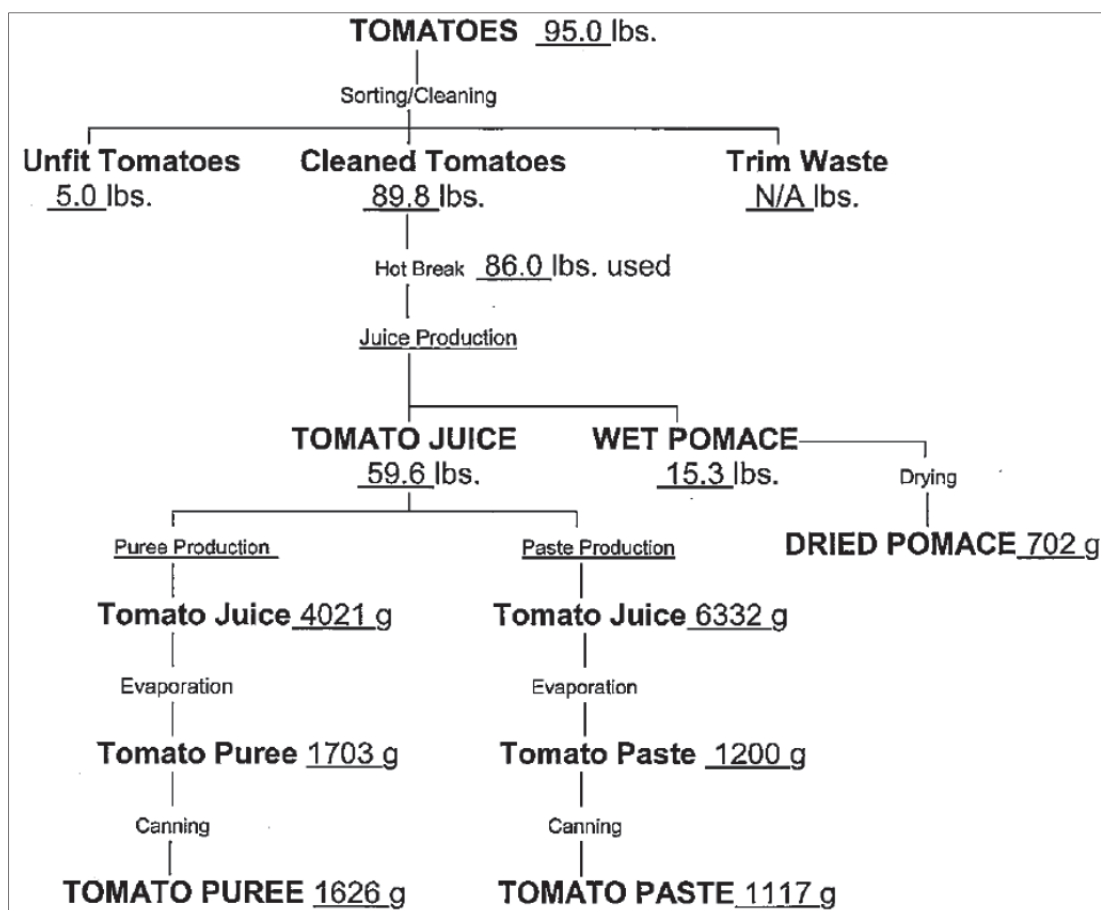 TOMATOES 95.0 lbs.
Sorting/Cleaning
Unfit Tomatoes Cleaned Tomatoes Trim Waste
5.0 lbs. 89.8 lbs. N/A lbs.
Hot Break 86.0 lbs. used
Juice Production
TOMATO JUICE WET POMACE
59.6 lbs. 15.3 lbs. Drying
Puree Production Paste Production DRIED POMACE 702 g
Tomato Juice 4021 g Tomato Juice 6332 g
Evaporation Evaporation
Tomato Puree 1703 g Tomato Paste 1200 g
Canning Canning
TOMATO PUREE 1626 g TOMATO PASTE 1117 g